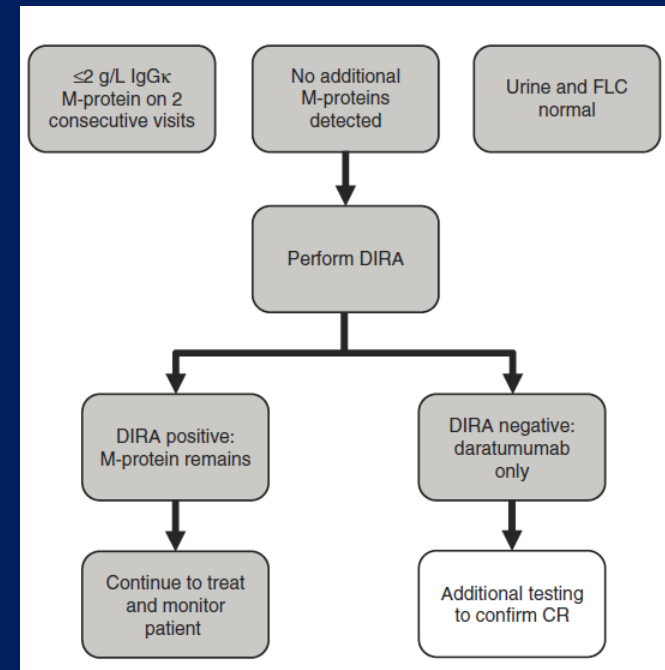 ≤2 g/L IgGκ
M-protein on 2
consecutive visits
No additional
M-proteins
detected
Urine and FLC
normal
Perform DIRA
DIRA positive:
M-protein remains
DIRA negative:
daratumumab
only
Continue to treat
and monitor
patient
Additional testing
to confirm CR